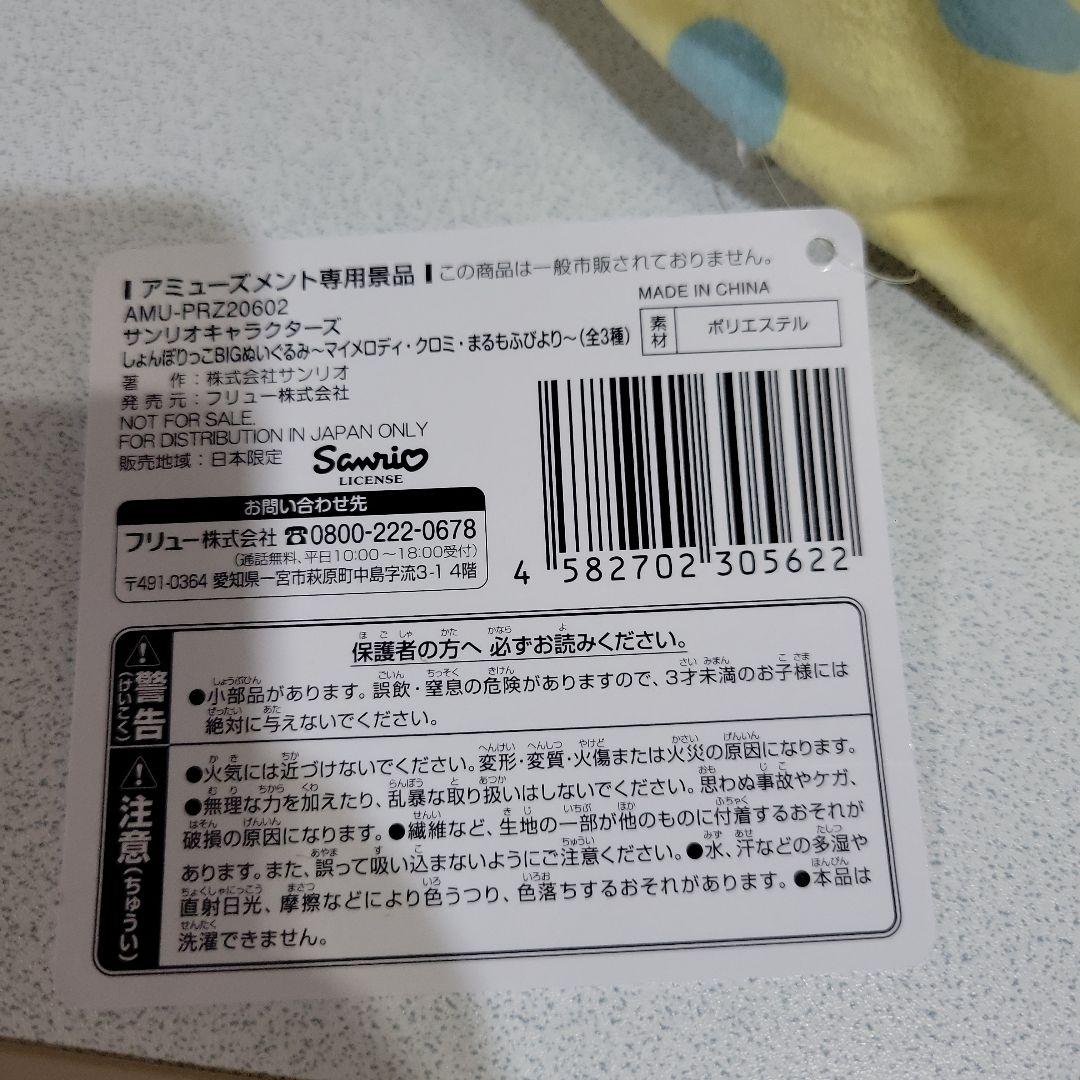 アミューズメント専用景品 この商品は一般市販されておりません。
AMU-PRZ20602
サンリオキャラクターズ
しょんぼりっこBIGぬいぐるみ～マイメロディ・クロミ・まるもふびより～(全3種)
著 作：株式会社サンリオ
発売元：フリュー株式会社
NOT FOR SALE.
FOR DISTRIBUTION IN JAPAN ONLY
販売地域：日本限定
Sanrio
LICENSE
MADE IN CHINA
素材 ポリエステル
4 582702 305622
お問い合わせ先
フリュー株式会社 ☎0800-222-0678
(通話無料、平日10:00～18:00受付)
〒491-0364 愛知県一宮市萩原町中島字流3-1 4階
警告(けいこく)
保護者の方へ 必ずお読みください。
●小部品があります。誤飲・窒息の危険がありますので、3才未満のお子様には
絶対に与えないでください。
注意(ちゅうい)
●火気には近づけないでください。変形・変質・火傷または火災の原因になります。
●無理な力を加えたり、乱暴な取り扱いはしないでください。思わぬ事故やケガ、
破損の原因になります。●繊維など、生地の一部が他のものに付着するおそれが
あります。また、誤って吸い込まないようにご注意ください。●水、汗などの多湿や
直射日光、摩擦などにより色うつり、色落ちするおそれがあります。●本品は
洗濯できません。